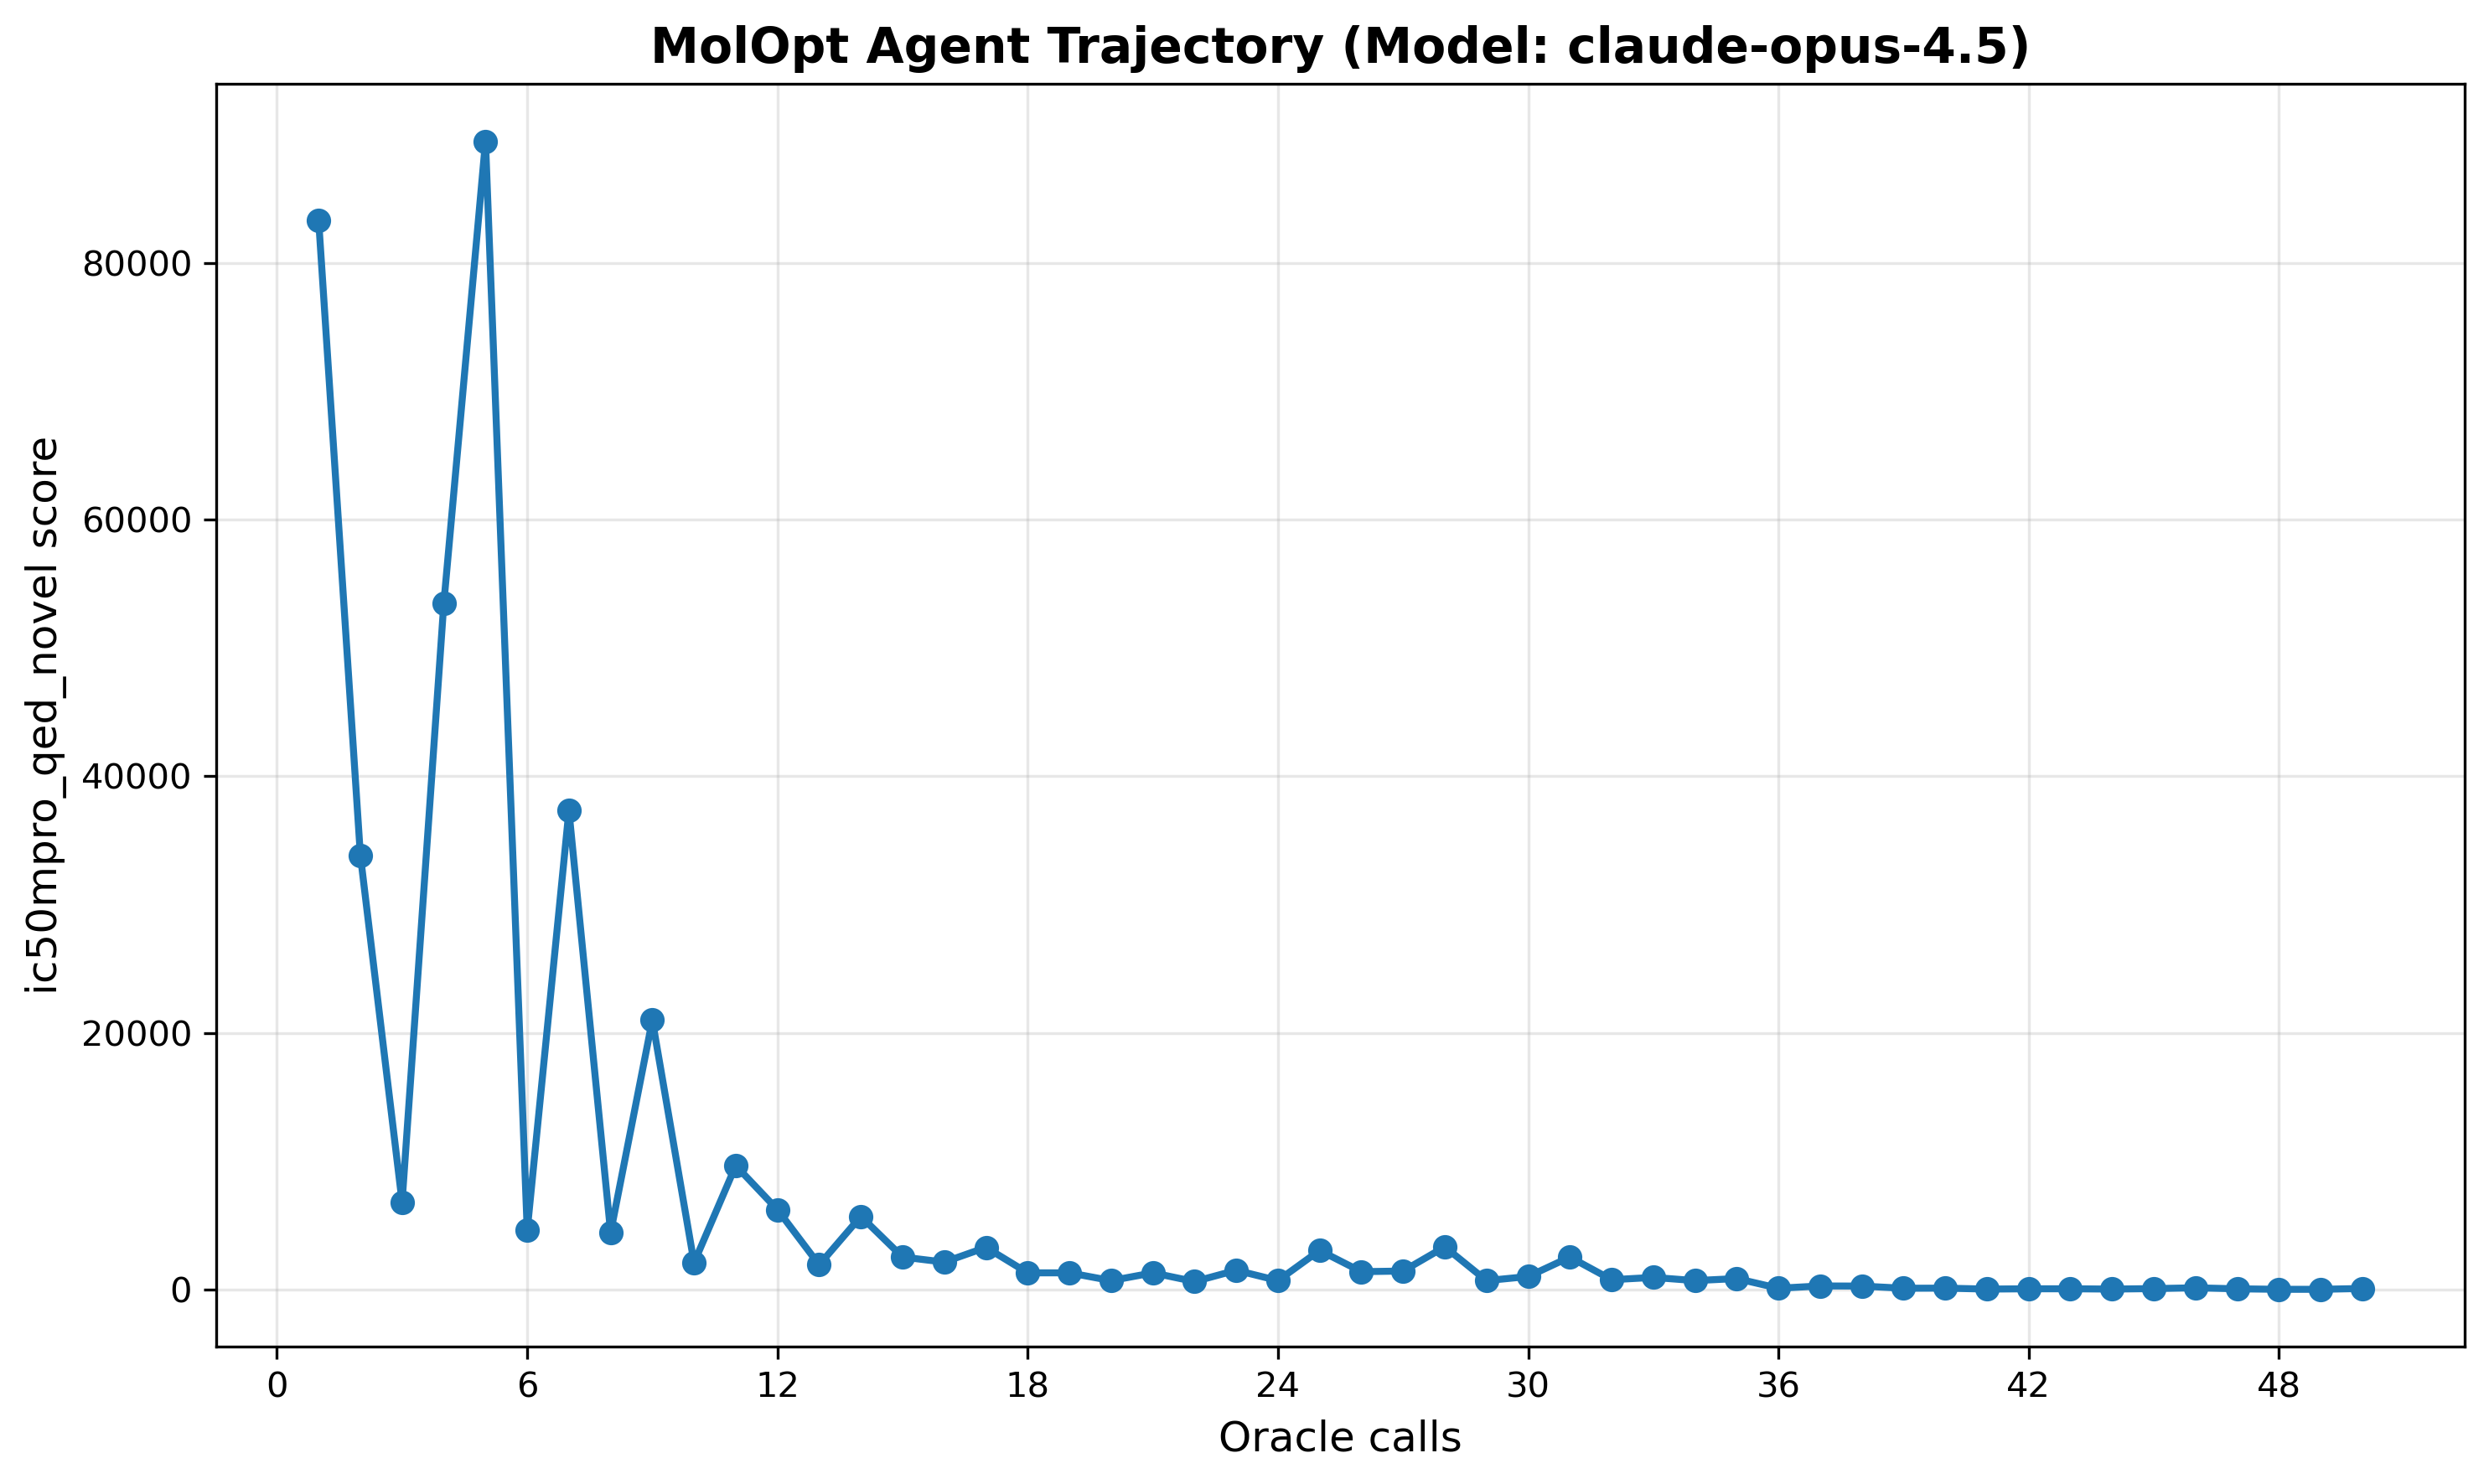 MolOpt Agent Trajectory (Model: claude-opus-4.5)
ic50mpro_qed_novel score
80000
60000
40000
20000
0
0 6 12 18 24 30 36 42 48
Oracle calls